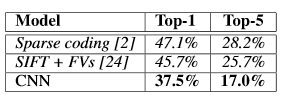 Model Top-1 Top-5
Sparse coding [2] 47.1% 28.2%
SIFT + FVs [24] 45.7% 25.7%
CNN 37.5% 17.0%